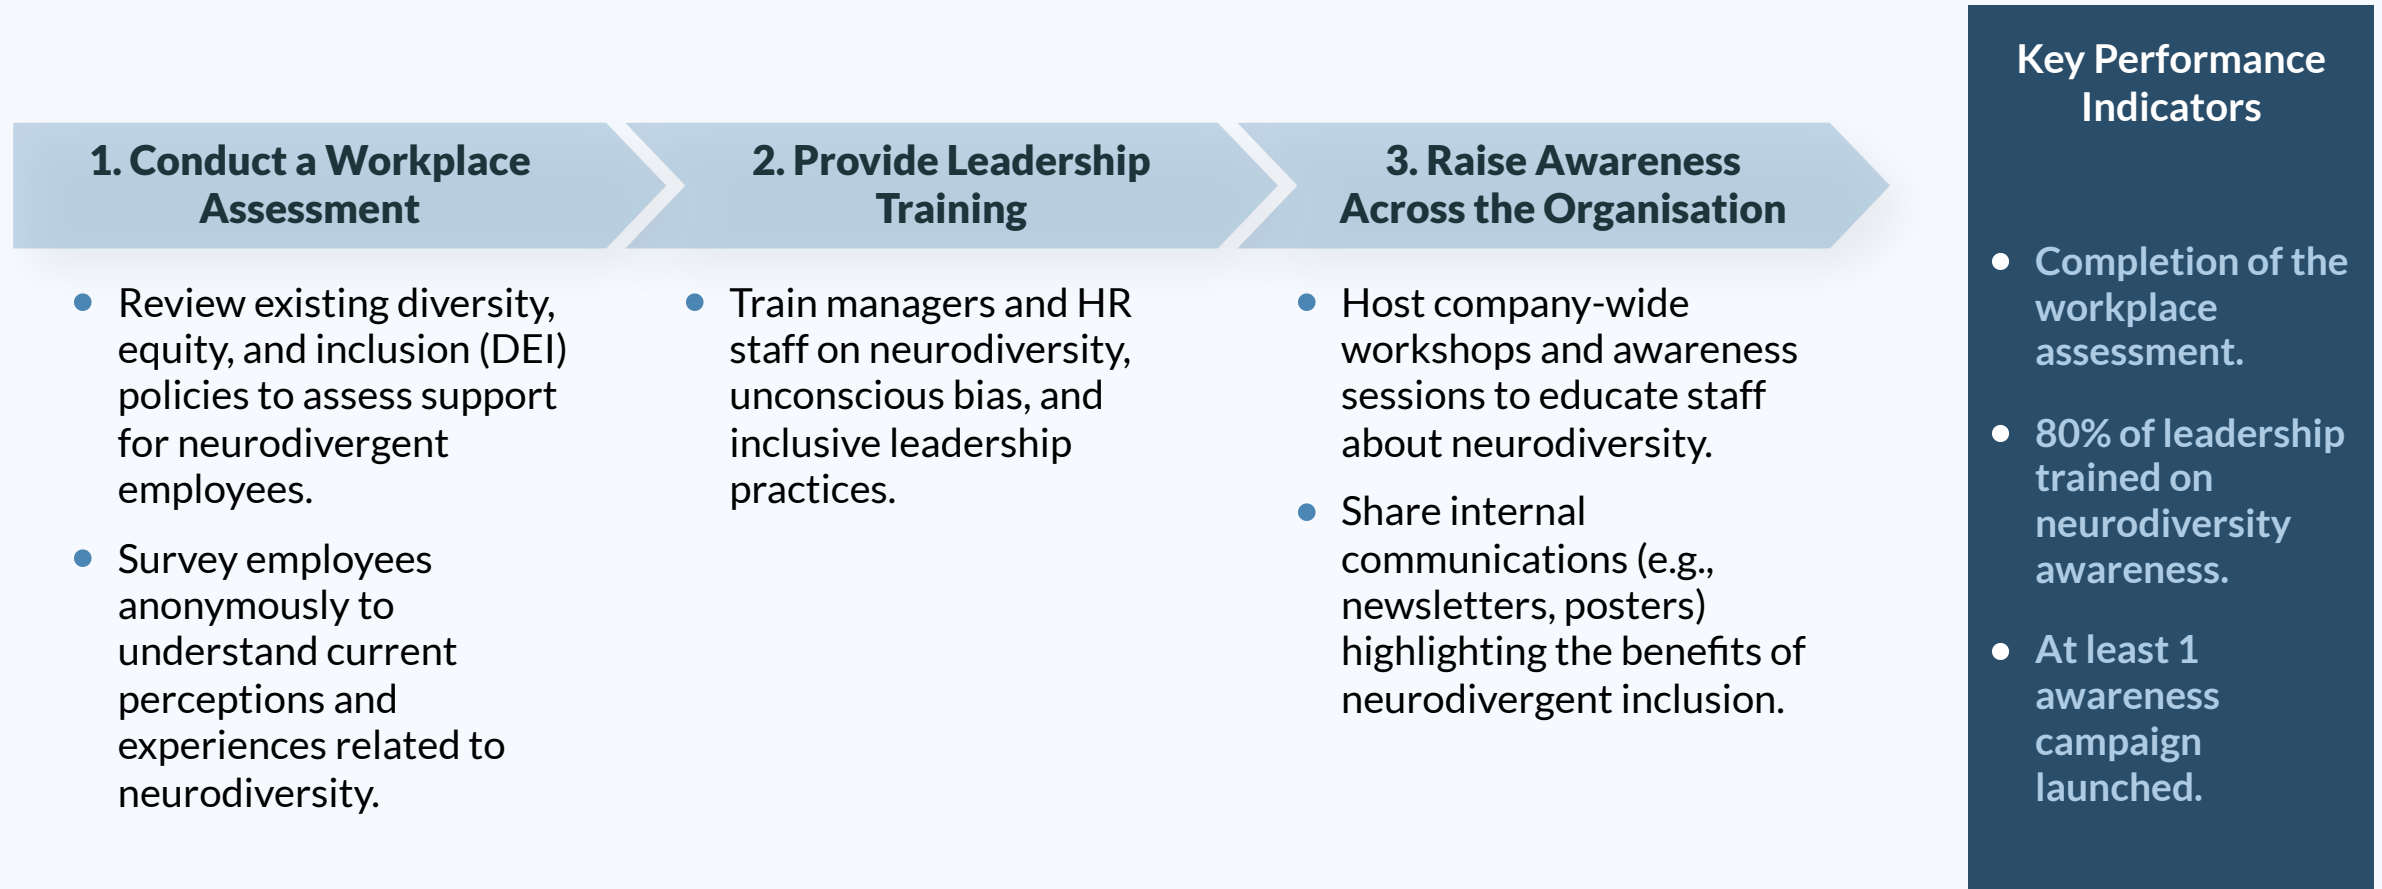 1. Conduct a Workplace
Assessment
• Review existing diversity,
equity, and inclusion (DEI)
policies to assess support
for neurodivergent
employees.
• Survey employees
anonymously to
understand current
perceptions and
experiences related to
neurodiversity.
2. Provide Leadership
Training
• Train managers and HR
staff on neurodiversity,
unconscious bias, and
inclusive leadership
practices.
3. Raise Awareness
Across the Organisation
• Host company-wide
workshops and awareness
sessions to educate staff
about neurodiversity.
• Share internal
communications (e.g.,
newsletters, posters)
highlighting the benefits of
neurodivergent inclusion.
Key Performance
Indicators
• Completion of the
workplace
assessment.
• 80% of leadership
trained on
neurodiversity
awareness.
• At least 1
awareness
campaign
launched.